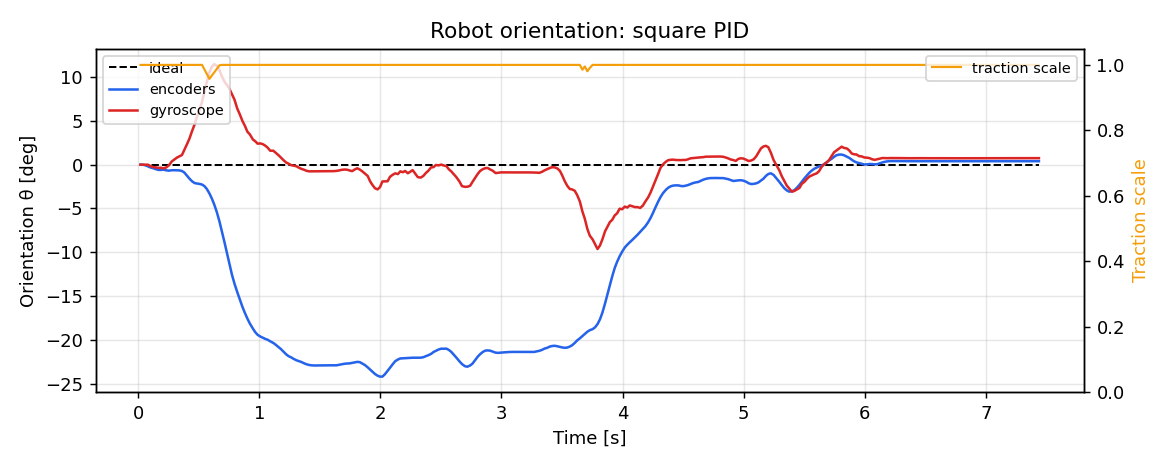 Robot orientation: square PID
ideal
encoders
gyroscope
traction scale
Orientation θ [deg]
10
5
0
−5
−10
−15
−20
−25
1.0
0.8
0.6
0.4
0.2
0.0
Traction scale
0 1 2 3 4 5 6 7
Time [s]